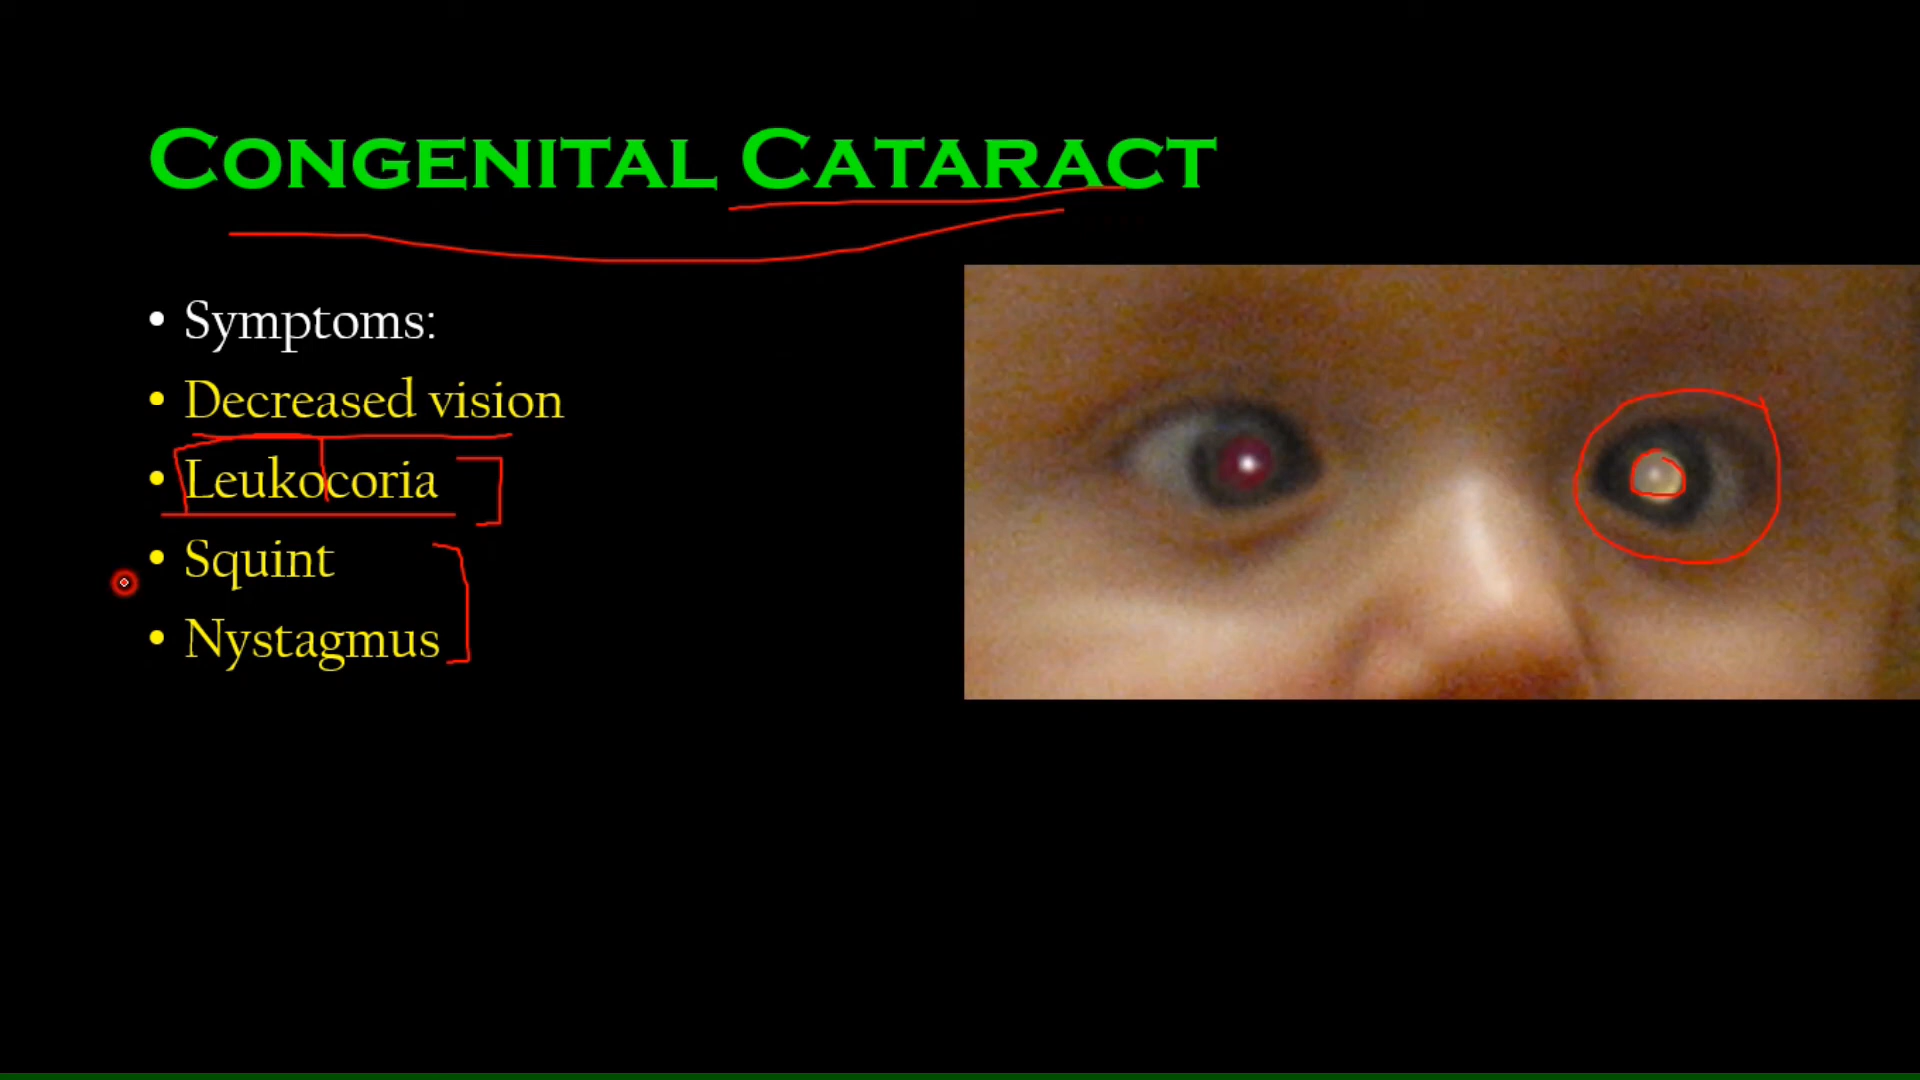 Congenital Cataract
• Symptoms:
• Decreased vision
• Leukocoria
• Squint
• Nystagmus